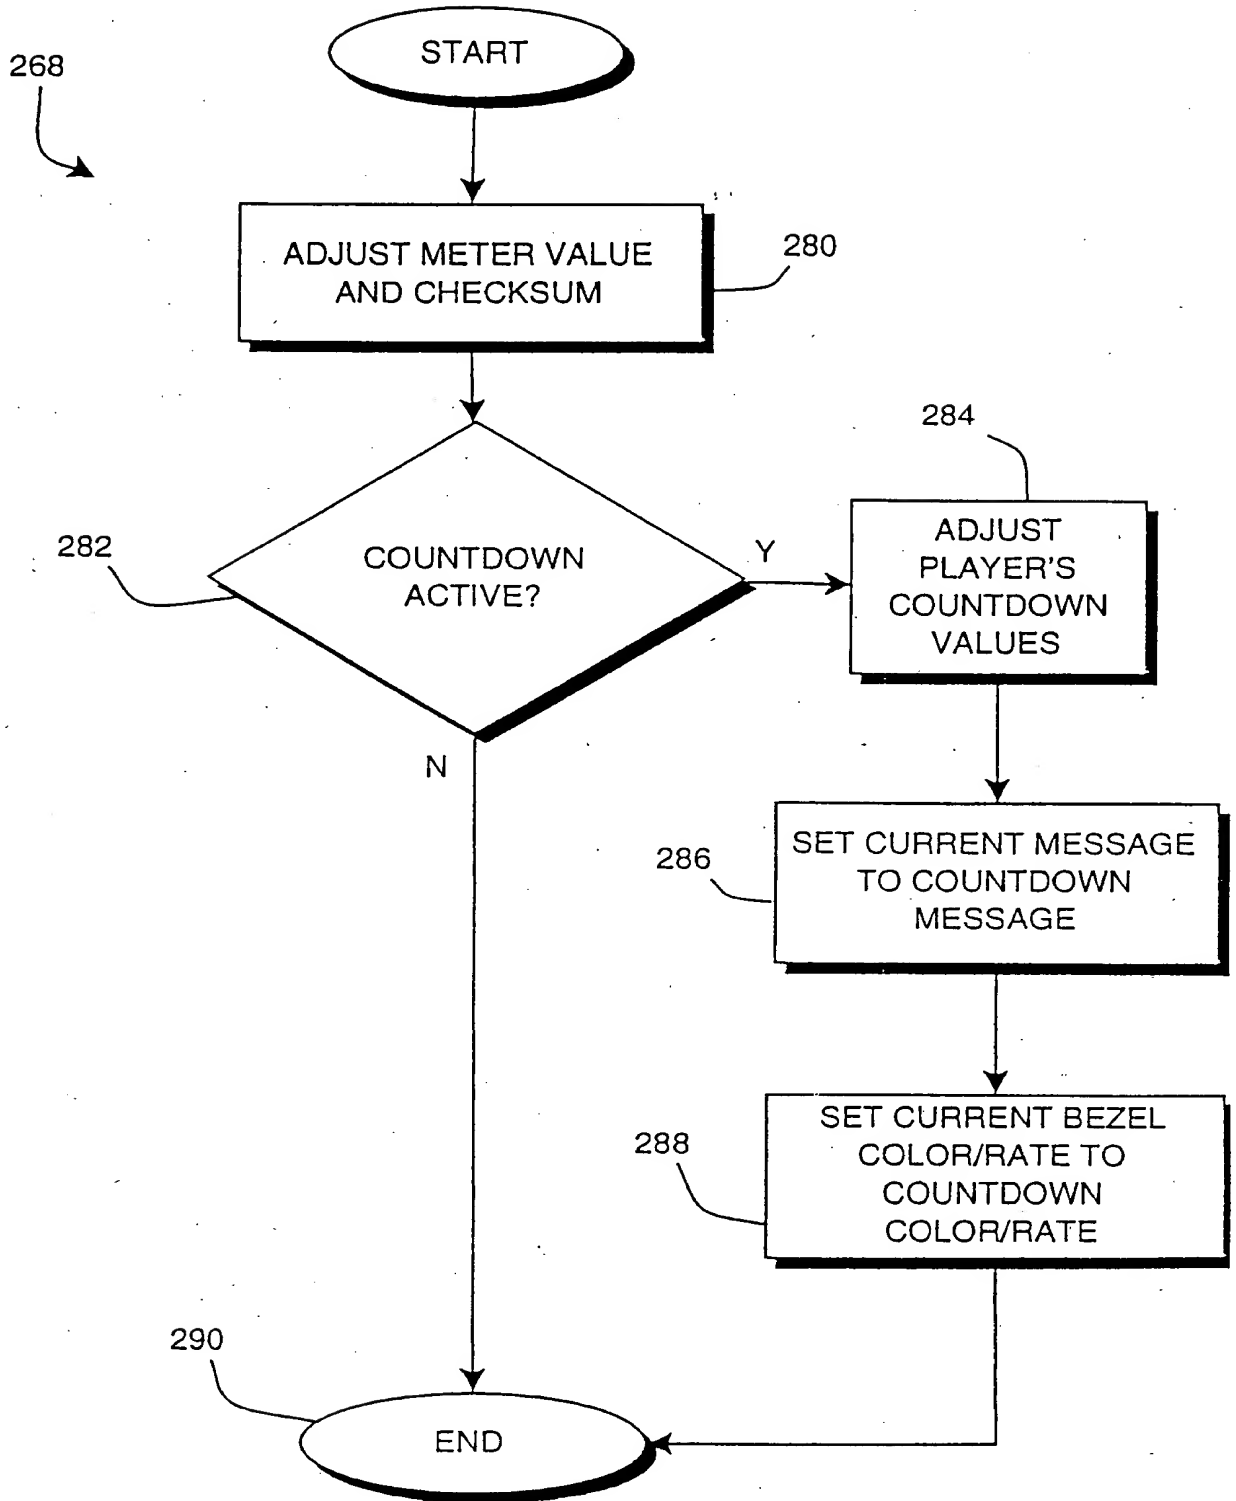 START
268
ADJUST METER VALUE
AND CHECKSUM
280
284
282
COUNTDOWN
ACTIVE?
Y
ADJUST
PLAYER'S
COUNTDOWN
VALUES
N
286
SET CURRENT MESSAGE
TO COUNTDOWN
MESSAGE
288
SET CURRENT BEZEL
COLOR/RATE TO
COUNTDOWN
COLOR/RATE
290
END